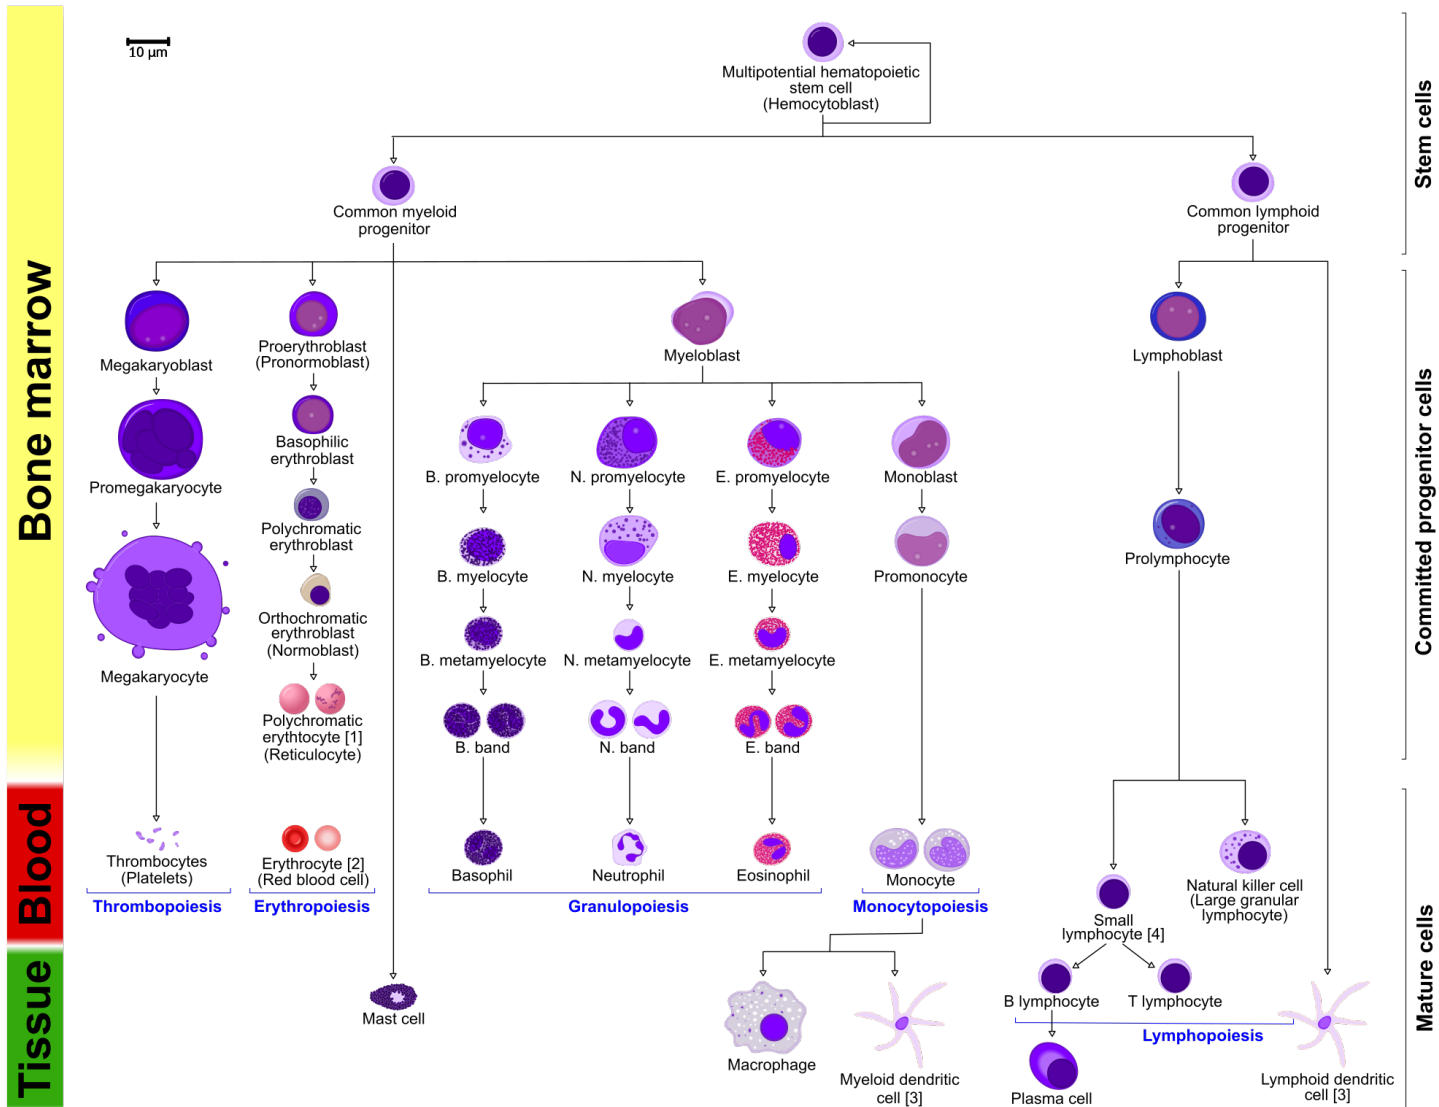 10 µm
Multipotential hematopoietic
stem cell
(Hemocytoblast)
Common myeloid
progenitor
Common lymphoid
progenitor
Megakaryoblast
Proerythroblast
(Pronormoblast)
Myeloblast
Lymphoblast
Promegakaryocyte
Basophilic
erythroblast
B. promyelocyte
N. promyelocyte
E. promyelocyte
Monoblast
Polychromatic
erythroblast
B. myelocyte
N. myelocyte
E. myelocyte
Promonocyte
Prolymphocyte
Megakaryocyte
Orthochromatic
erythroblast
(Normoblast)
B. metamyelocyte
N. metamyelocyte
E. metamyelocyte
Polychromatic
erythtocyte [1]
(Reticulocyte)
B. band
N. band
E. band
Thrombocytes
(Platelets)
Erythrocyte [2]
(Red blood cell)
Basophil
Neutrophil
Eosinophil
Monocyte
Natural killer cell
(Large granular
lymphocyte)
Small
lymphocyte [4]
Thrombopoiesis
Erythropoiesis
Granulopoiesis
Monocytopoiesis
B lymphocyte
T lymphocyte
Lymphopoiesis
Mast cell
Macrophage
Myeloid dendritic
cell [3]
Plasma cell
Lymphoid dendritic
cell [3]
Bone marrow
Blood
Tissue
Stem cells
Committed progenitor cells
Mature cells